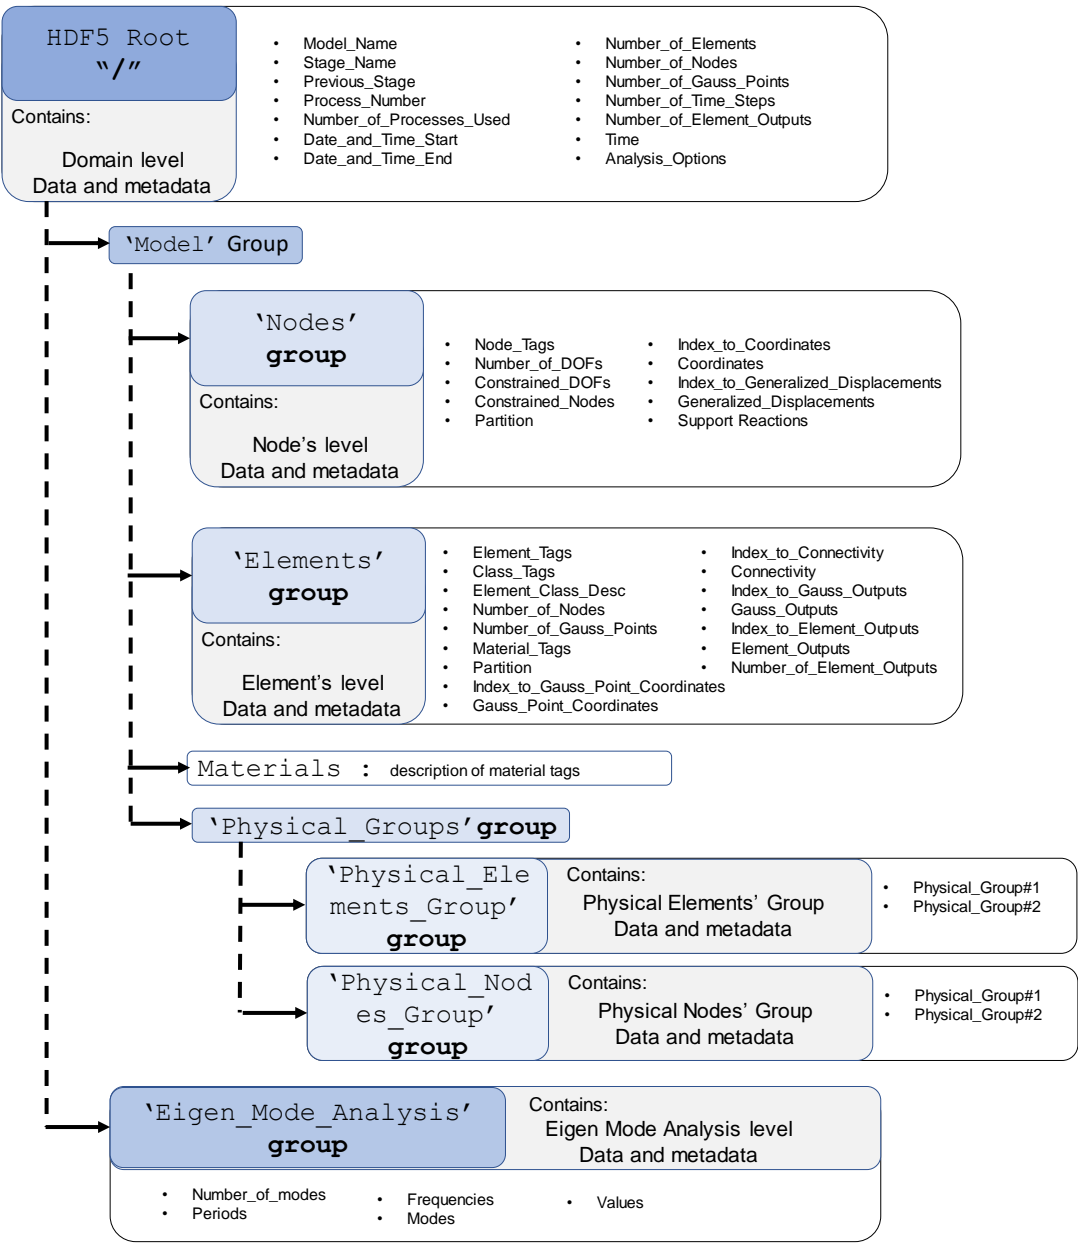 HDF5 Root
“/”
Contains:
Domain level
Data and metadata
• Model_Name
• Stage_Name
• Previous_Stage
• Process_Number
• Number_of_Processes_Used
• Date_and_Time_Start
• Date_and_Time_End
• Number_of_Elements
• Number_of_Nodes
• Number_of_Gauss_Points
• Number_of_Time_Steps
• Number_of_Element_Outputs
• Time
• Analysis_Options
‘Model’ Group
‘Nodes’
group
Contains:
Node’s level
Data and metadata
• Node_Tags
• Number_of_DOFs
• Constrained_DOFs
• Constrained_Nodes
• Partition
• Index_to_Coordinates
• Coordinates
• Index_to_Generalized_Displacements
• Generalized_Displacements
• Support Reactions
‘Elements’
group
Contains:
Element’s level
Data and metadata
• Element_Tags
• Class_Tags
• Element_Class_Desc
• Number_of_Nodes
• Number_of_Gauss_Points
• Material_Tags
• Partition
• Index_to_Gauss_Point_Coordinates
• Gauss_Point_Coordinates
• Index_to_Connectivity
• Connectivity
• Index_to_Gauss_Outputs
• Gauss_Outputs
• Index_to_Element_Outputs
• Element_Outputs
• Number_of_Element_Outputs
Materials : description of material tags
‘Physical_Groups’ group
‘Physical_Ele
ments_Group’
group
Contains:
Physical Elements’ Group
Data and metadata
• Physical_Group#1
• Physical_Group#2
‘Physical_Nod
es_Group’
group
Contains:
Physical Nodes’ Group
Data and metadata
• Physical_Group#1
• Physical_Group#2
‘Eigen_Mode_Analysis’
group
Contains:
Eigen Mode Analysis level
Data and metadata
• Number_of_modes
• Periods
• Frequencies
• Modes
• Values